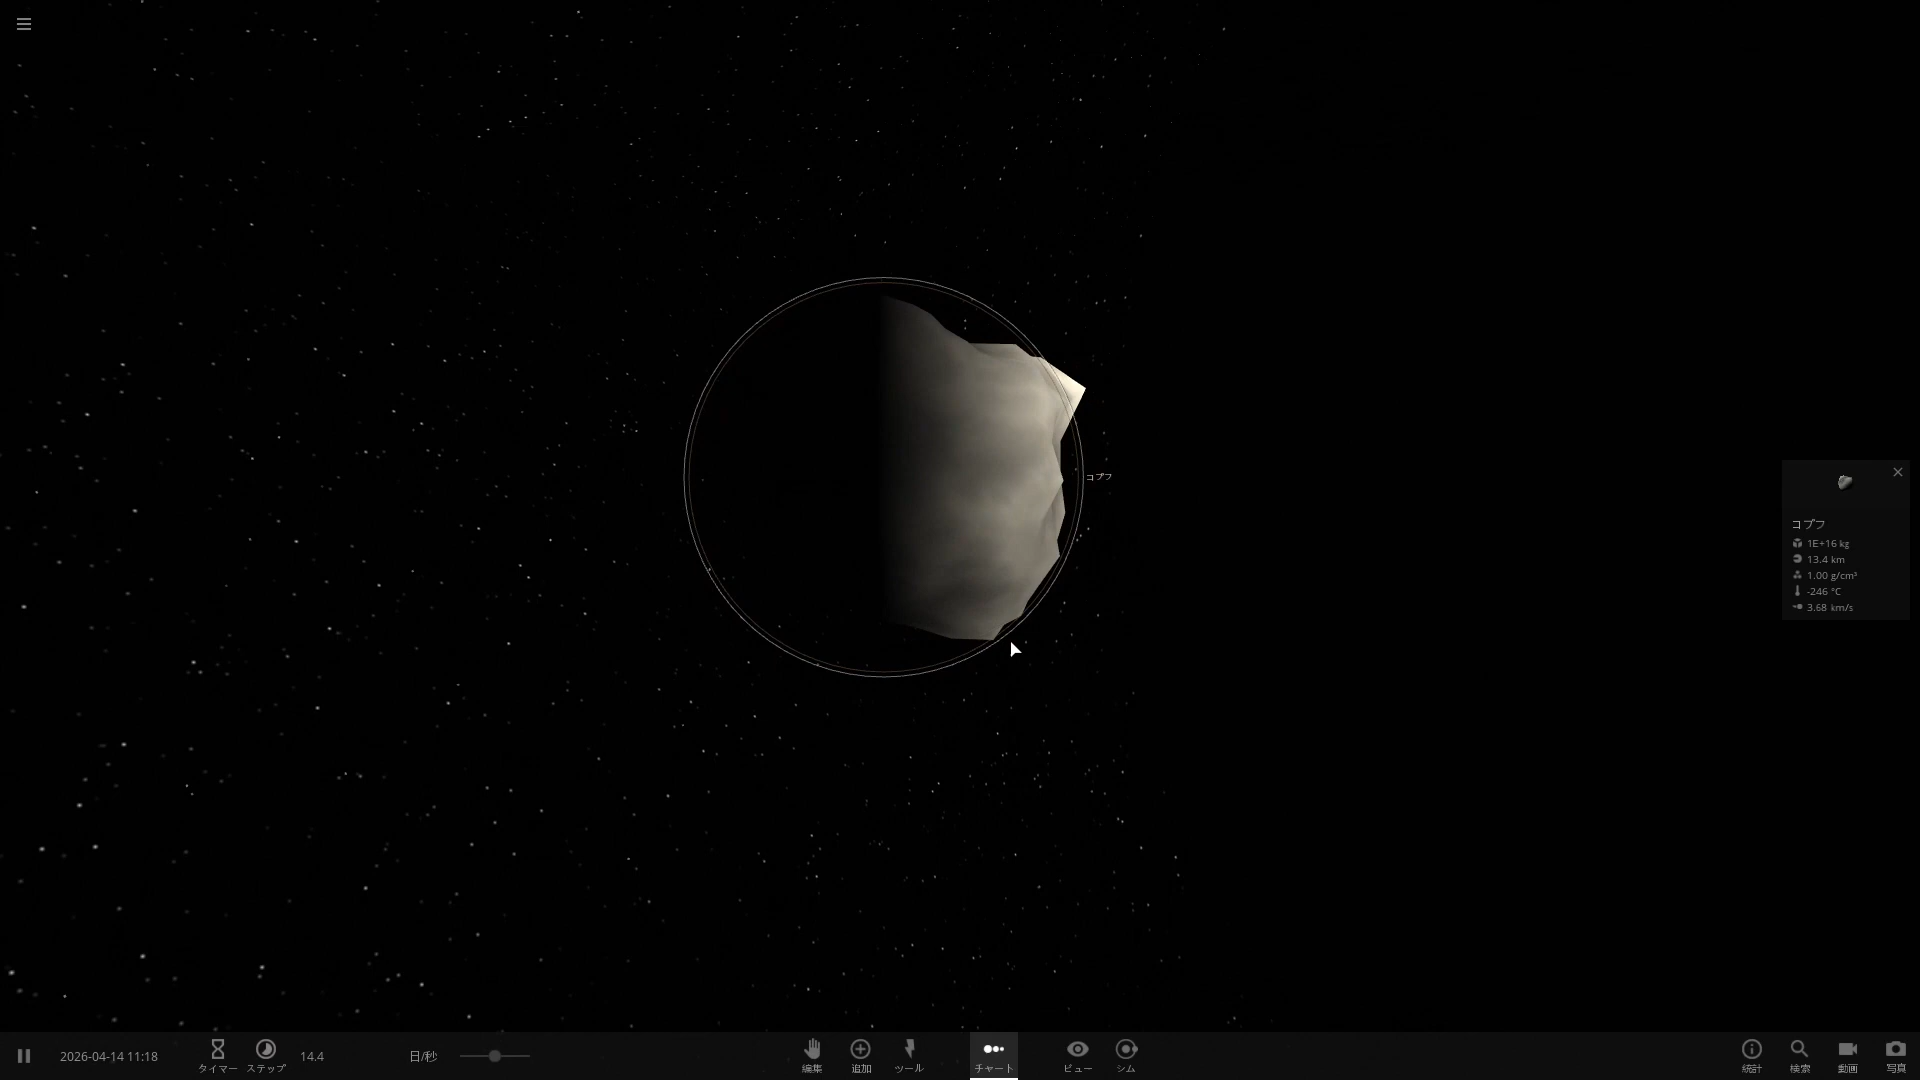 コプフ
コプフ
1E+16 kg
13.4 km
1.00 g/cm³
-246 °C
3.68 km/s
2026-04-14 11:18
タイマー
ステップ
14.4
日/秒
編集
追加
ツール
チャート
ビュー
シム
統計
検索
動画
写真